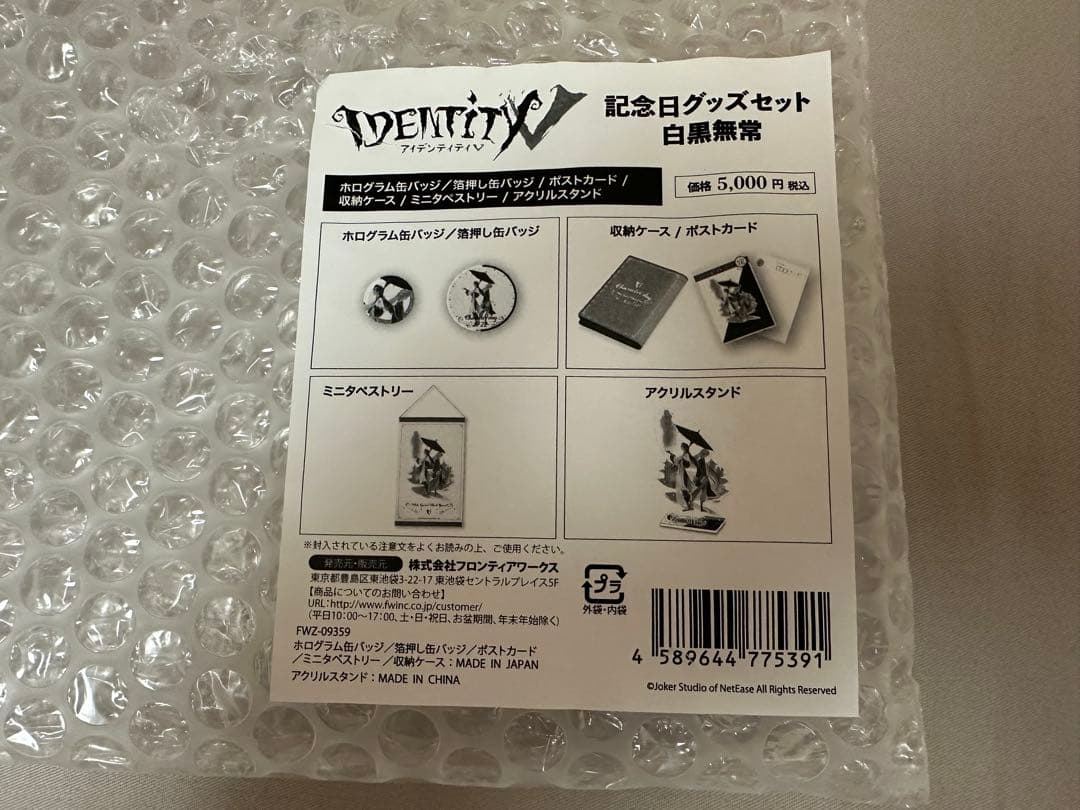 IDENTITY V
アイデンティティV
記念日グッズセット
白黒無常
ホログラム缶バッジ／箔押し缶バッジ / ポストカード /
収納ケース / ミニタペストリー / アクリルスタンド
価格 5,000 円 税込
ホログラム缶バッジ／箔押し缶バッジ
収納ケース / ポストカード
ミニタペストリー
アクリルスタンド
※封入されている注意文をよくお読みの上、ご使用ください。
発売元・販売元 株式会社フロンティアワークス
東京都豊島区東池袋3-22-17 東池袋セントラルプレイス5F
【商品についてのお問い合わせ】
URL:http://www.fwinc.co.jp/customer/
(平日10：00〜17：00、土・日・祝日、お盆期間、年末年始除く)
FWZ-09359
ホログラム缶バッジ／箔押し缶バッジ／ポストカード
／ミニタペストリー／収納ケース：MADE IN JAPAN
アクリルスタンド：MADE IN CHINA
プラ
外袋・内袋
4 589644 775391
©Joker Studio of NetEase All Rights Reserved